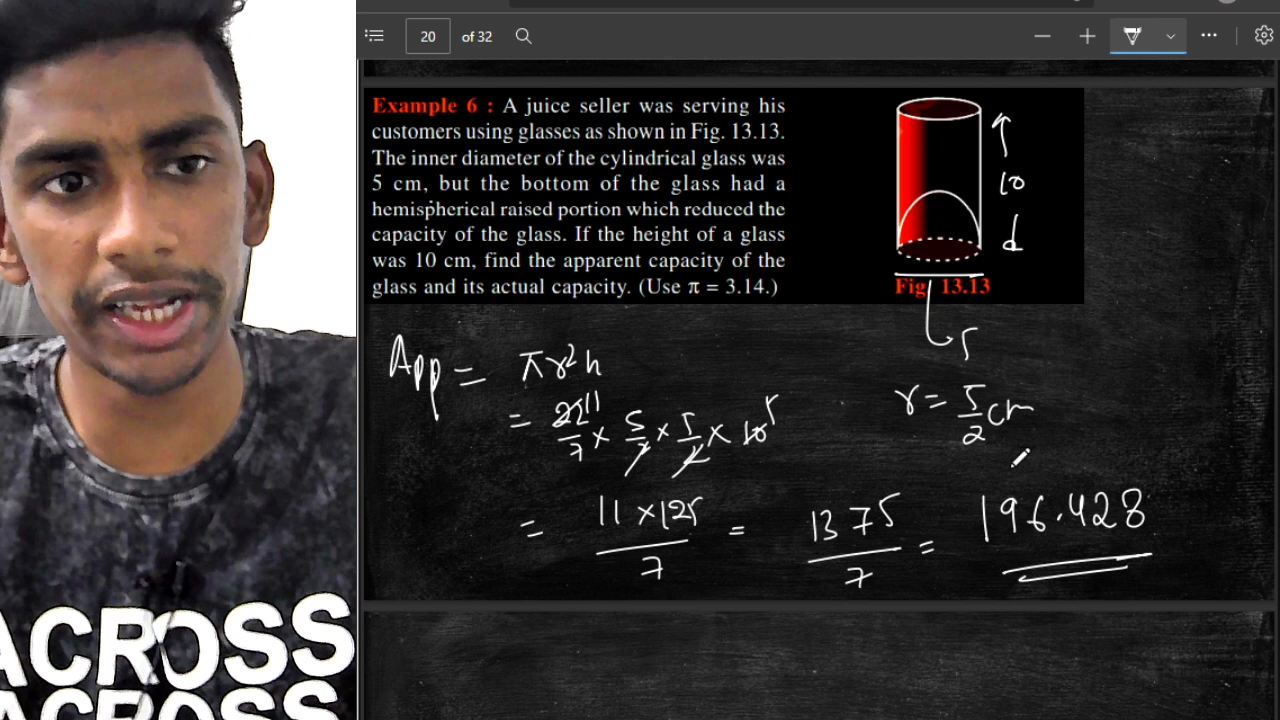 20 of 32
Example 6 : A juice seller was serving his
customers using glasses as shown in Fig. 13.13.
The inner diameter of the cylindrical glass was
5 cm, but the bottom of the glass had a
hemispherical raised portion which reduced the
capacity of the glass. If the height of a glass
was 10 cm, find the apparent capacity of the
glass and its actual capacity. (Use π = 3.14.)
10
Fig. 13.13
5
App = πr²h
r = 5/2 cm
= 22/7 11 × 5/2 × 5/2 × 10 5
= 11 × 125 / 7 = 1375 / 7 = 196.428
ACROSS
ACROSS